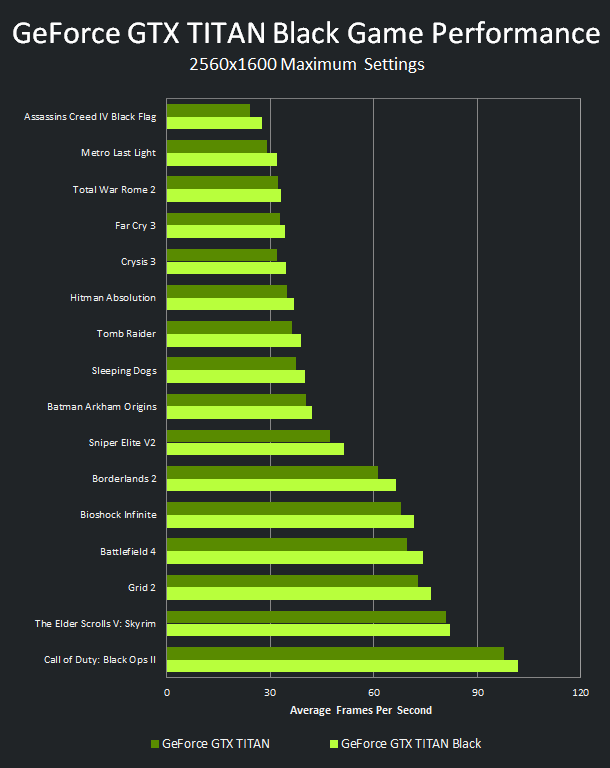 GeForce GTX TITAN Black Game Performance
2560x1600 Maximum Settings
Assassins Creed IV Black Flag
Metro Last Light
Total War Rome 2
Far Cry 3
Crysis 3
Hitman Absolution
Tomb Raider
Sleeping Dogs
Batman Arkham Origins
Sniper Elite V2
Borderlands 2
Bioshock Infinite
Battlefield 4
Grid 2
The Elder Scrolls V: Skyrim
Call of Duty: Black Ops II
0 30 60 90 120
Average Frames Per Second
GeForce GTX TITAN GeForce GTX TITAN Black